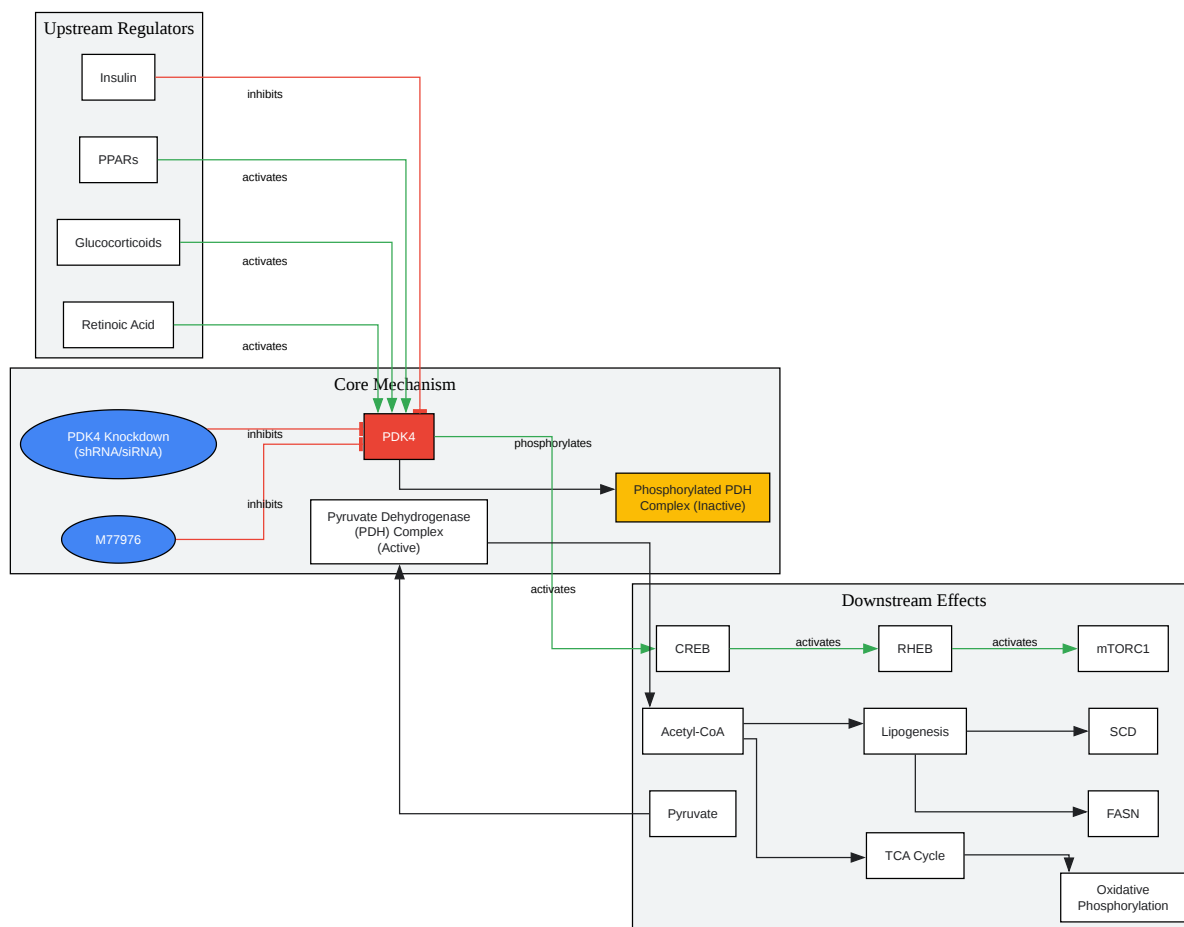 Upstream Regulators
Insulin
inhibits
PPARs
activates
Glucocorticoids
activates
Retinoic Acid
activates
Core Mechanism
PDK4 Knockdown
(shRNA/siRNA)
inhibits
PDK4
phosphorylates
Phosphorylated PDH
Complex (Inactive)
inhibits
M77976
Pyruvate Dehydrogenase
(PDH) Complex
(Active)
activates
Downstream Effects
CREB
activates
RHEB
activates
mTORC1
Acetyl-CoA
Lipogenesis
SCD
Pyruvate
FASN
TCA Cycle
Oxidative
Phosphorylation